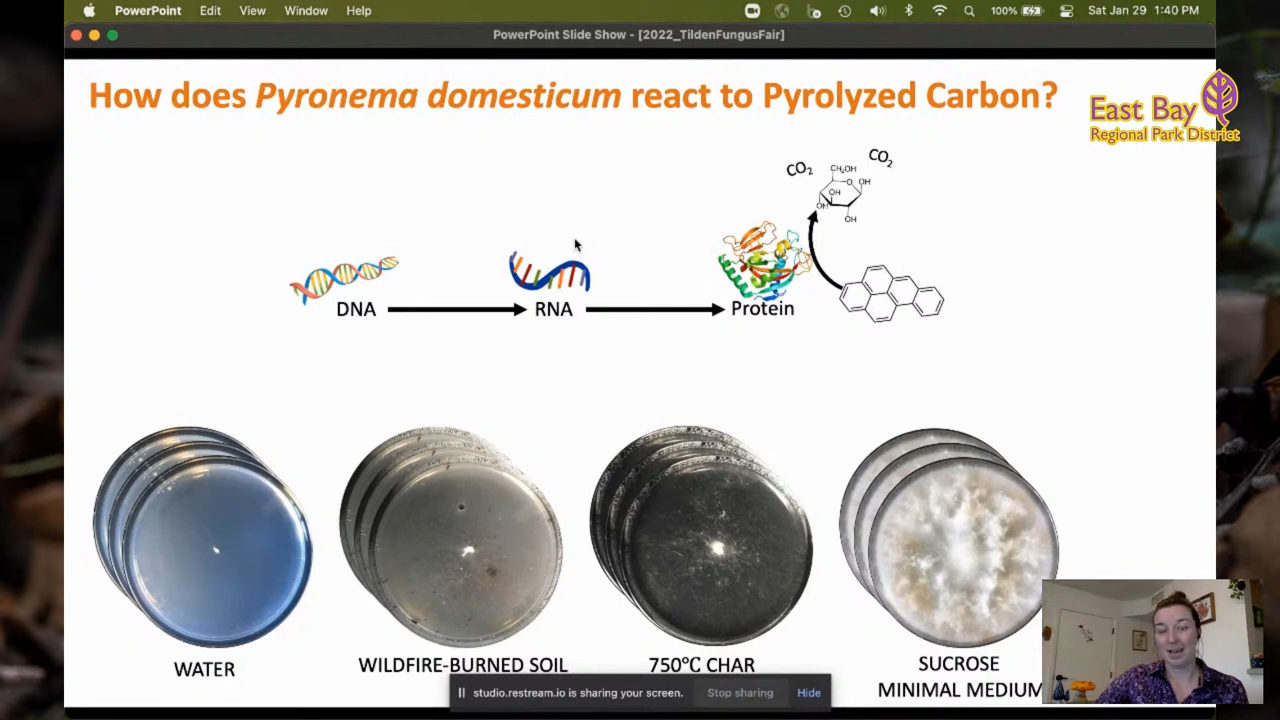 PowerPoint Edit View Window Help
100% Sat Jan 29 1:40 PM
PowerPoint Slide Show - [2022_TildenFungusFair]
How does Pyronema domesticum react to Pyrolyzed Carbon?
East Bay
Regional Park District
CO2 CO2
CH2OH
O OH
OH
OH
OH
DNA RNA Protein
WATER
WILDFIRE-BURNED SOIL
750°C CHAR
SUCROSE
MINIMAL MEDIUM
studio.restream.io is sharing your screen. Stop sharing Hide